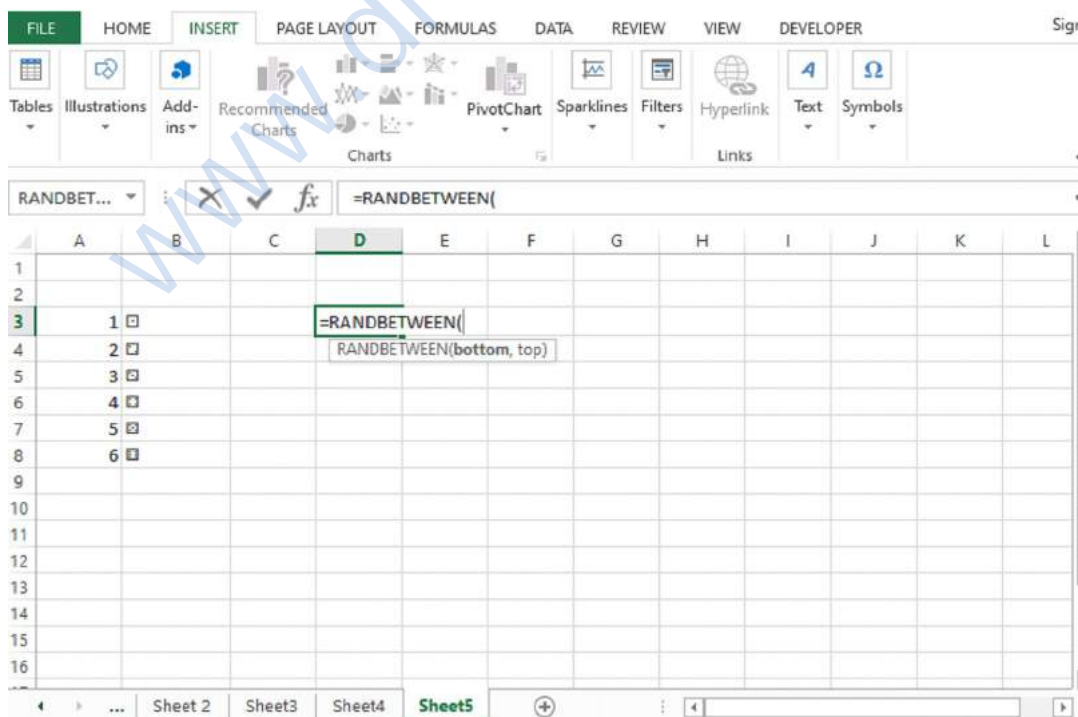 FILE HOME INSERT PAGE LAYOUT FORMULAS DATA REVIEW VIEW DEVELOPER Sign
Tables Illustrations Add-ins Recommended Charts PivotChart Sparklines Filters Hyperlink Text Symbols
Charts Links
RANDBET... fx =RANDBETWEEN(
A B C D E F G H I J K L
1
2
3 1 ⚀ =RANDBETWEEN(
4 2 ⚁ RANDBETWEEN(bottom, top)
5 3 ⚂
6 4 ⚃
7 5 ⚄
8 6 ⚅
9
10
11
12
13
14
15
16
... Sheet 2 Sheet3 Sheet4 Sheet5
www.